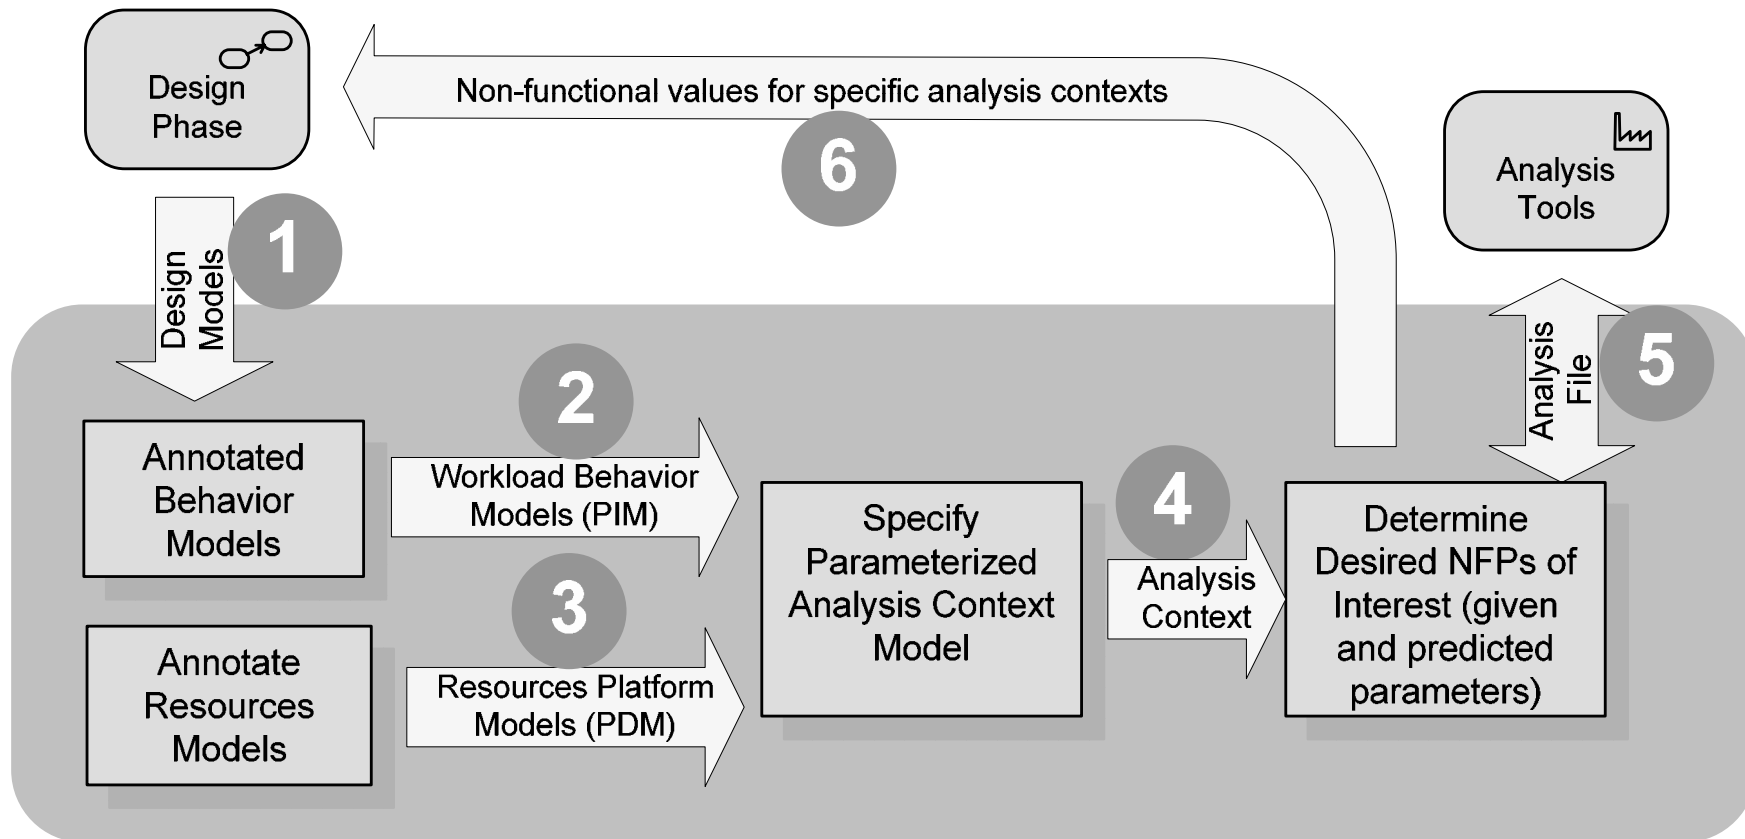 Design
Phase
Non-functional values for specific analysis contexts
6
Analysis
Tools
1
Design
Models
5
Analysis
File
2
Annotated
Behavior
Models
Workload Behavior
Models (PIM)
3
Annotate
Resources
Models
Resources Platform
Models (PDM)
Specify
Parameterized
Analysis Context
Model
4
Analysis
Context
Determine
Desired NFPs of
Interest (given
and predicted
parameters)